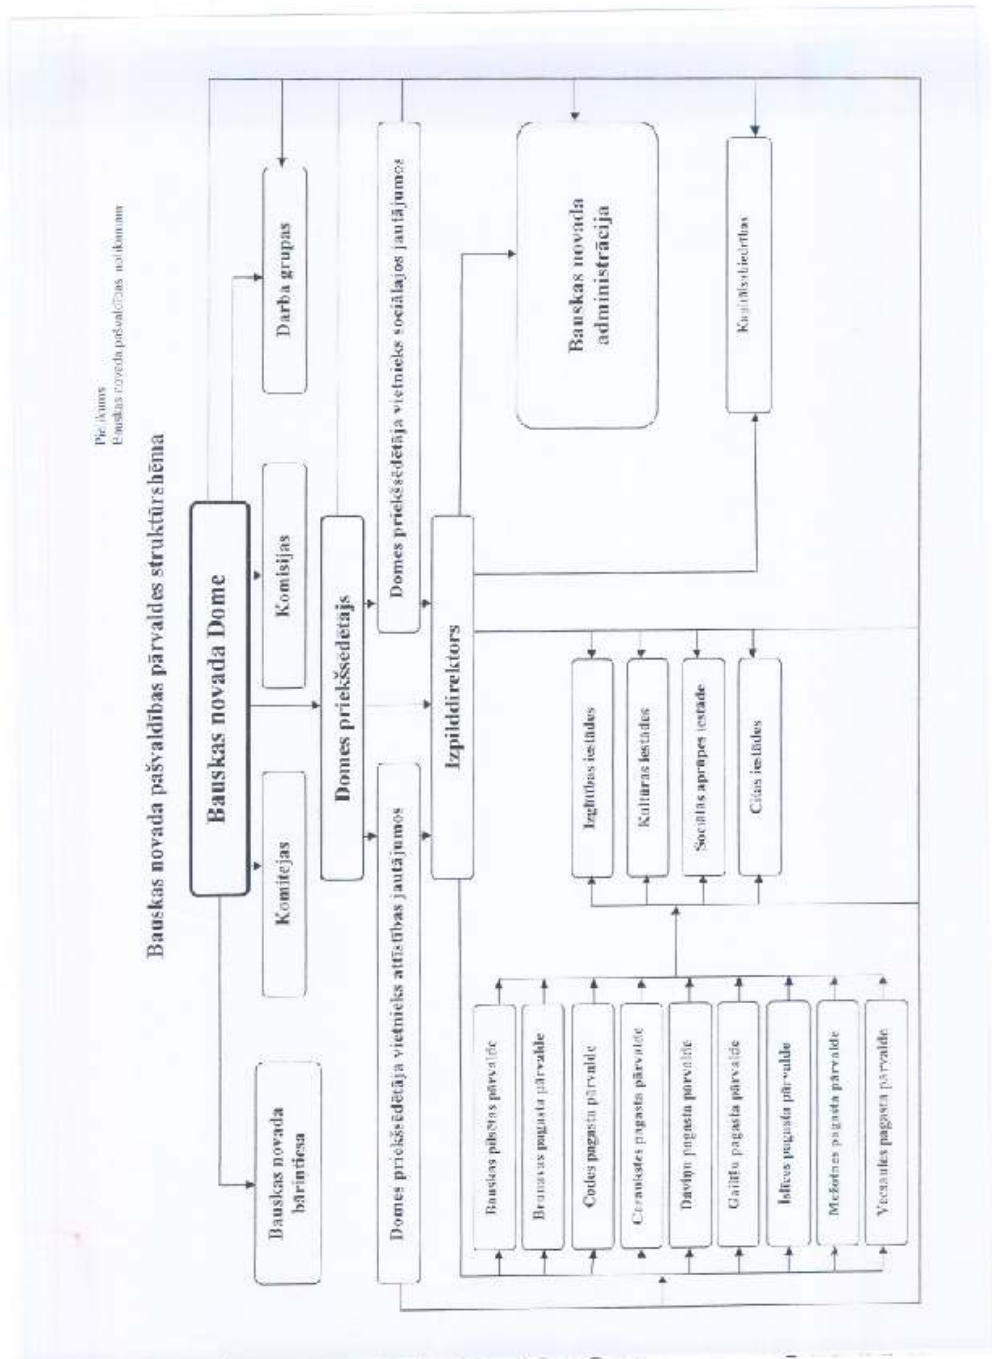 Pielikums
Bauskas novada pašvaldības nolikumam
Bauskas novada pašvaldības pārvaldes struktūrshēma
Bauskas novada Dome
Bauskas novada
bāriņtiesa
Komitejas
Komisijas
Darba grupas
Domes priekšsēdētājs
Domes priekšsēdētāja vietnieks attīstības jautājumos
Domes priekšsēdētāja vietnieks sociālajos jautājumos
Izpilddirektors
Bauskas pilsētas pārvalde
Brunavas pagasta pārvalde
Codes pagasta pārvalde
Ceraukstes pagasta pārvalde
Dāviņu pagasta pārvalde
Gailīšu pagasta pārvalde
Īslīces pagasta pārvalde
Mežotnes pagasta pārvalde
Vecsaules pagasta pārvalde
Izglītības iestādes
Kultūras iestādes
Sociālās aprūpes iestāde
Citas iestādes
Bauskas novada
administrācija
Kapitālsabiedrības